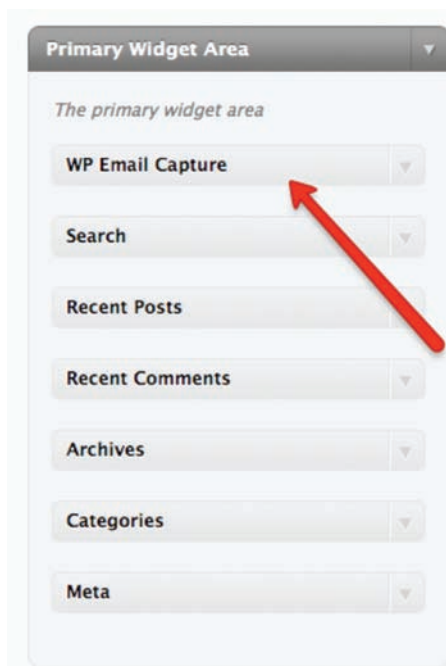 Primary Widget Area
The primary widget area
WP Email Capture
Search
Recent Posts
Recent Comments
Archives
Categories
Meta